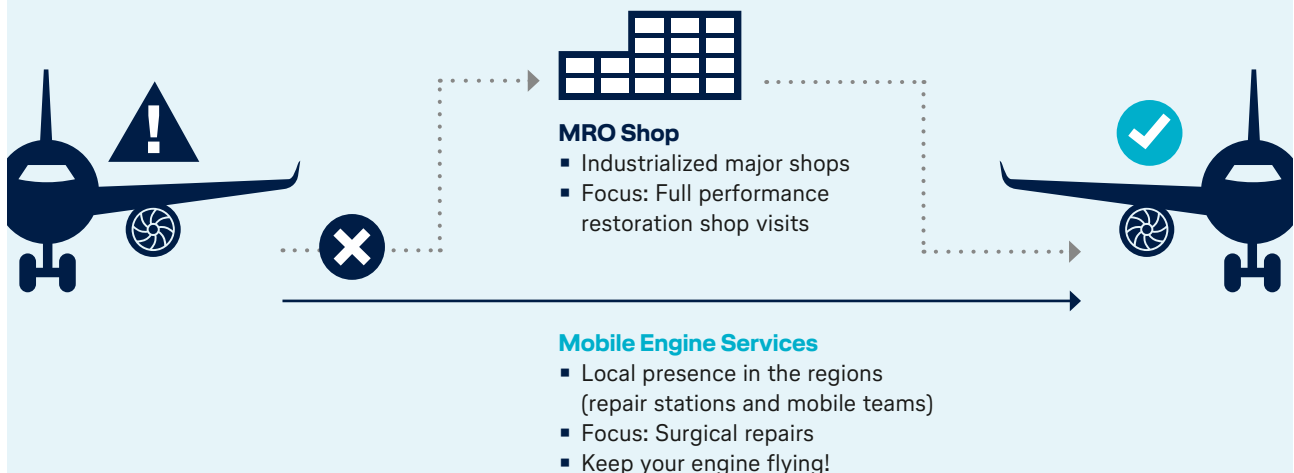 MRO Shop
▪ Industrialized major shops
▪ Focus: Full performance
restoration shop visits
Mobile Engine Services
▪ Local presence in the regions
(repair stations and mobile teams)
▪ Focus: Surgical repairs
▪ Keep your engine flying!